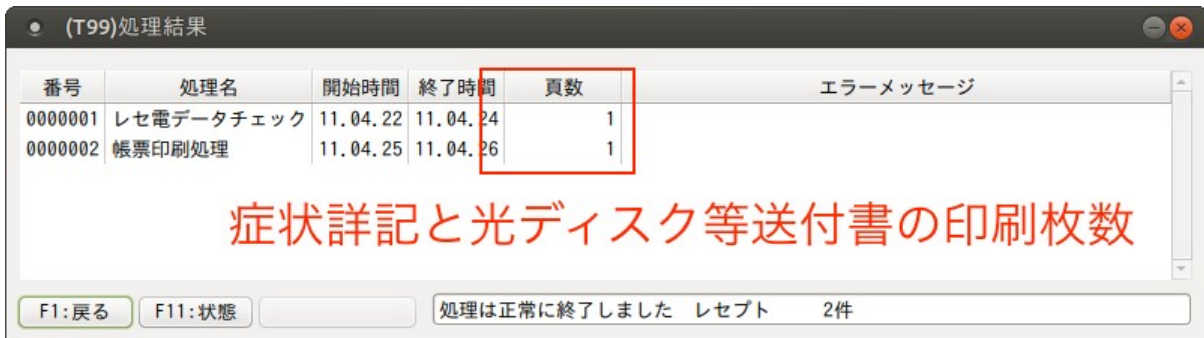 (T99)処理結果
番号 処理名 開始時間 終了時間 頁数 エラーメッセージ
0000001 レセ電データチェック 11.04.22 11.04.24 1
0000002 帳票印刷処理 11.04.25 11.04.26 1
症状詳記と光ディスク等送付書の印刷枚数
F1:戻る F11:状態 処理は正常に終了しました レセプト 2件